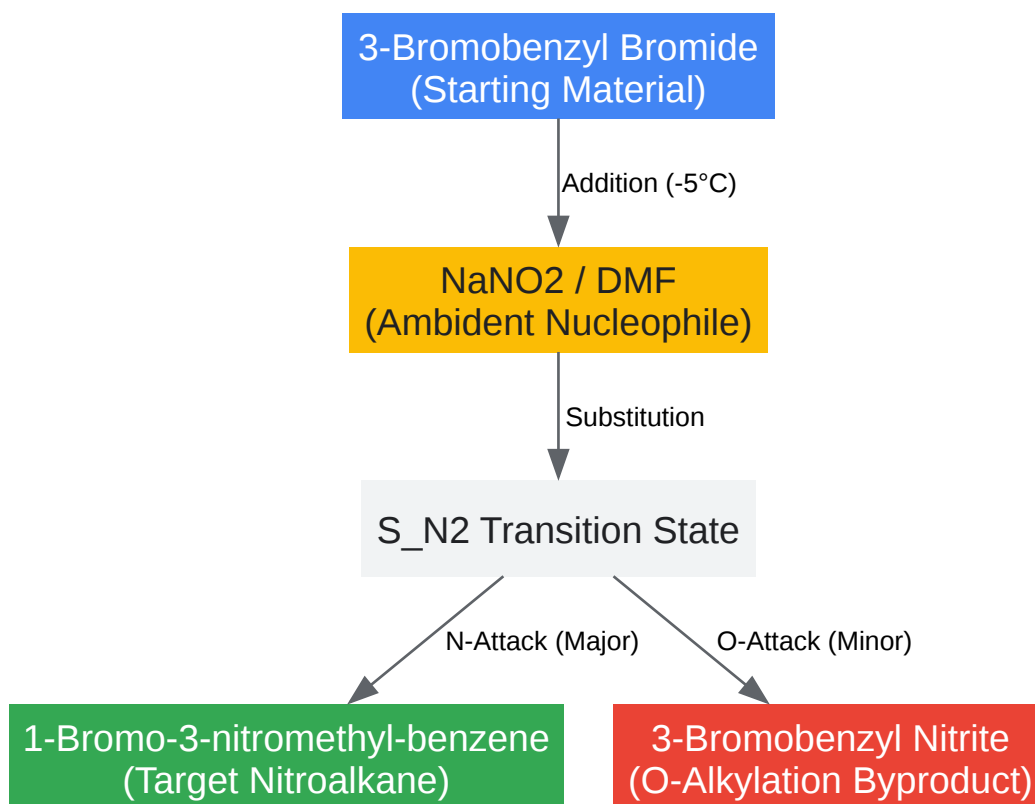 3-Bromobenzyl Bromide
(Starting Material)
Addition (-5°C)
NaNO2 / DMF
(Ambident Nucleophile)
Substitution
S_N2 Transition State
N-Attack (Major)
O-Attack (Minor)
1-Bromo-3-nitromethyl-benzene
(Target Nitroalkane)
3-Bromobenzyl Nitrite
(O-Alkylation Byproduct)